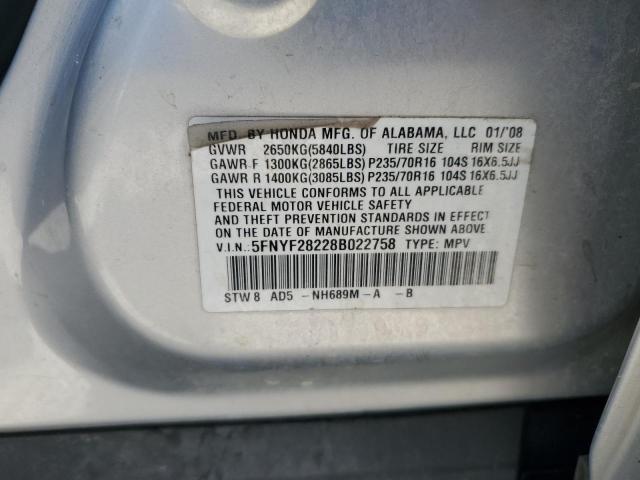 MFD. BY HONDA MFG. OF ALABAMA, LLC 01/'08
GVWR 2650KG(5840LBS) TIRE SIZE RIM SIZE
GAWR F 1300KG(2865LBS) P235/70R16 104S 16X6.5JJ
GAWR R 1400KG(3085LBS) P235/70R16 104S 16X6.5JJ
THIS VEHICLE CONFORMS TO ALL APPLICABLE
FEDERAL MOTOR VEHICLE SAFETY
AND THEFT PREVENTION STANDARDS IN EFFECT
ON THE DATE OF MANUFACTURE SHOWN ABOVE.
V.I.N.: 5FNYF28228B022758 TYPE: MPV
STW8 AD5 -NH689M-A -B